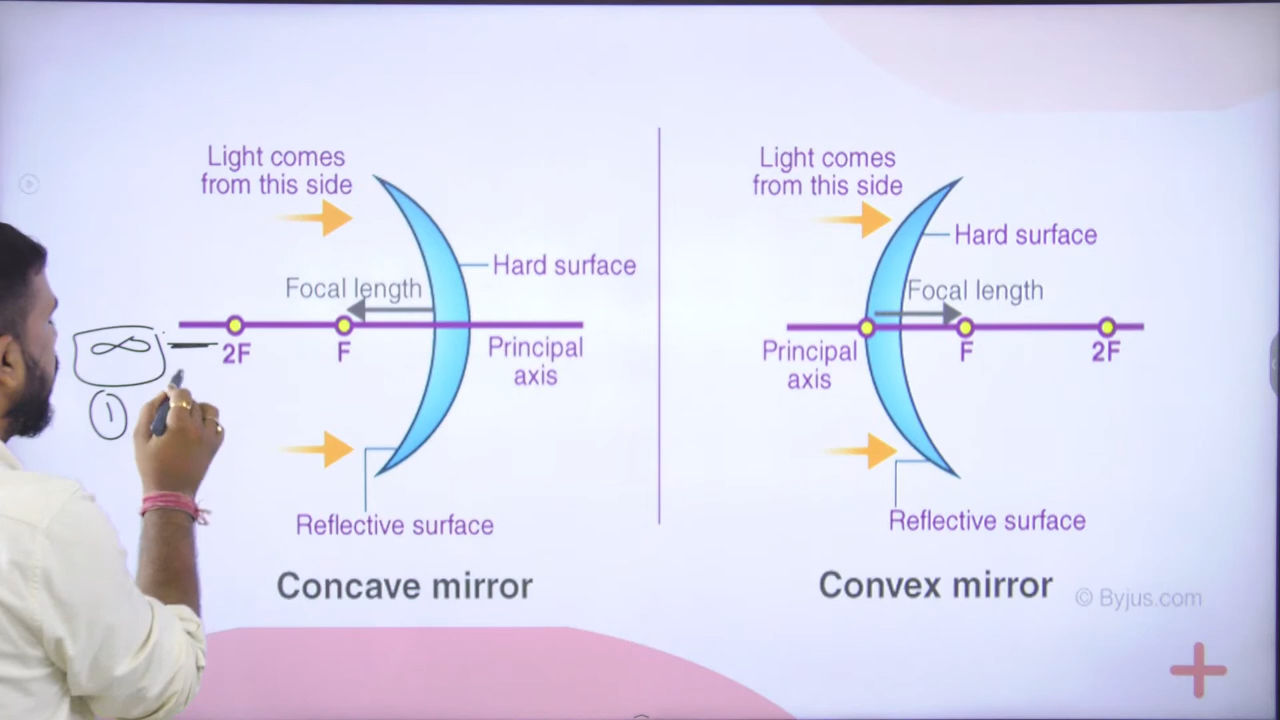 Light comes
from this side
Hard surface
Focal length
∞
2F
F
Principal
axis
①
Reflective surface
Concave mirror
Light comes
from this side
Hard surface
Focal length
Principal
axis
F
2F
Reflective surface
Convex mirror
© Byjus.com